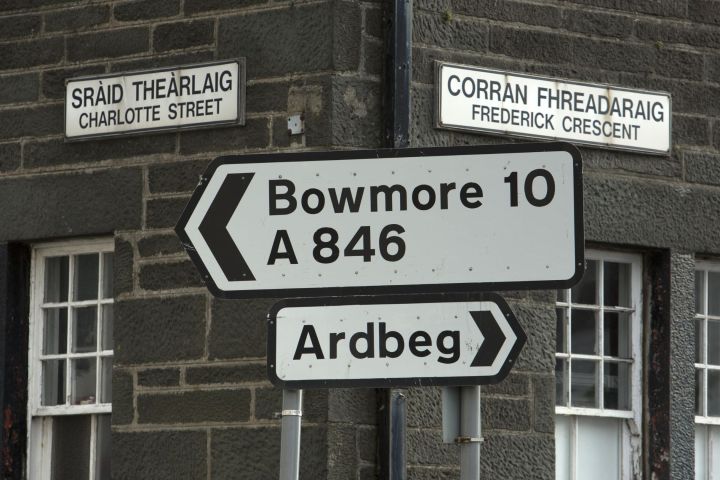 SRÀID THEÀRLAIG
CHARLOTTE STREET
CORRAN FHREADARAIG
FREDERICK CRESCENT
Bowmore 10
A 846
Ardbeg